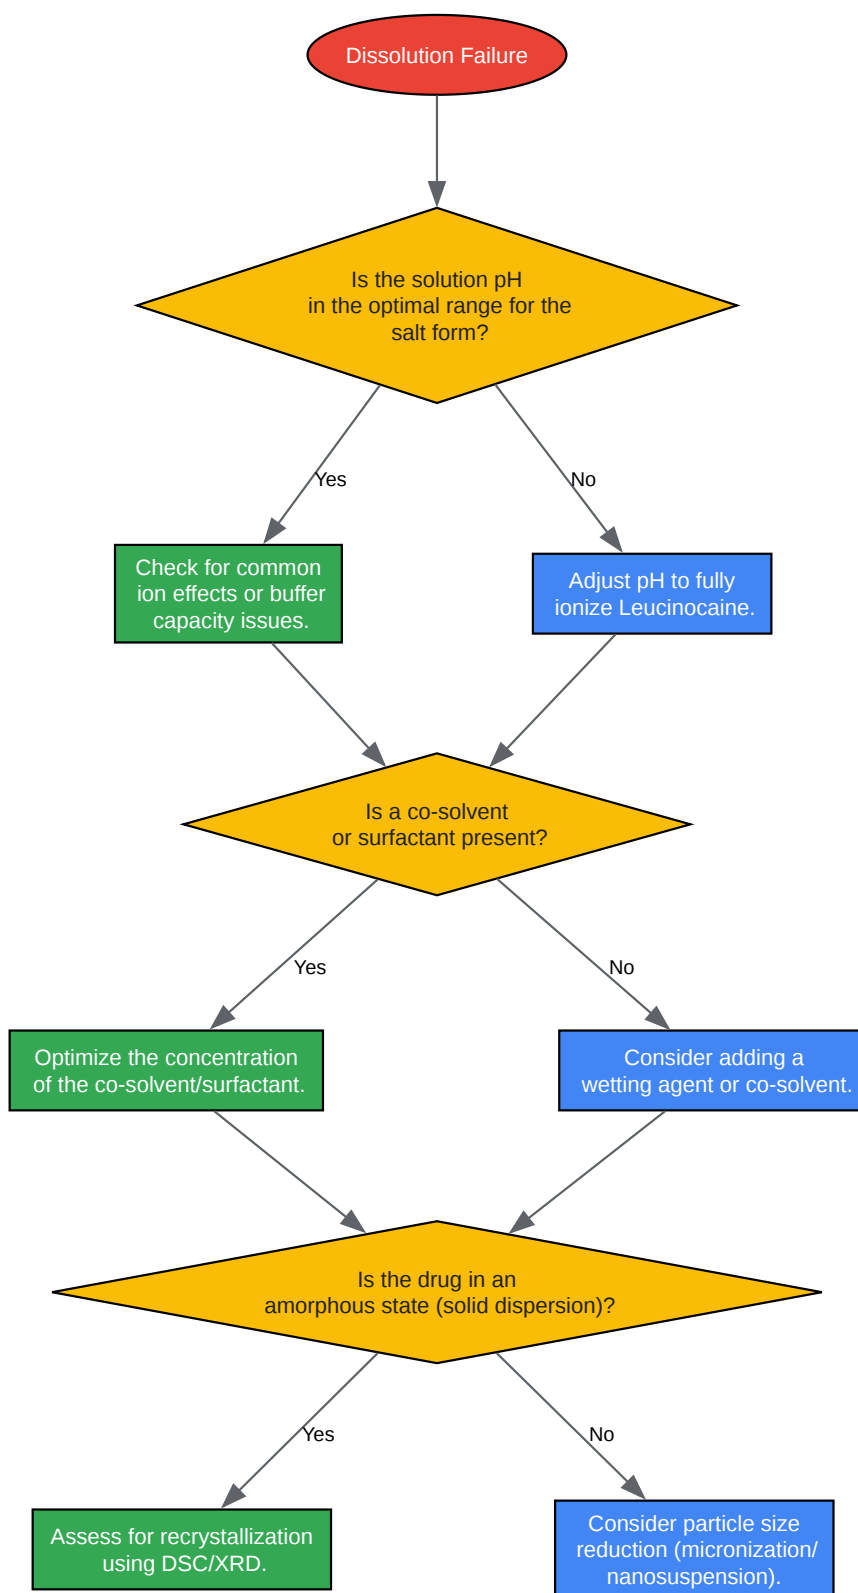 Dissolution Failure
Is the solution pH
in the optimal range for the
salt form?
Yes
No
Check for common
ion effects or buffer
capacity issues.
Adjust pH to fully
ionize Leucinocaine.
Is a co-solvent
or surfactant present?
Yes
No
Optimize the concentration
of the co-solvent/surfactant.
Consider adding a
wetting agent or co-solvent.
Is the drug in an
amorphous state (solid dispersion)?
Yes
No
Assess for recrystallization
using DSC/XRD.
Consider particle size
reduction (micronization/
nanosuspension).